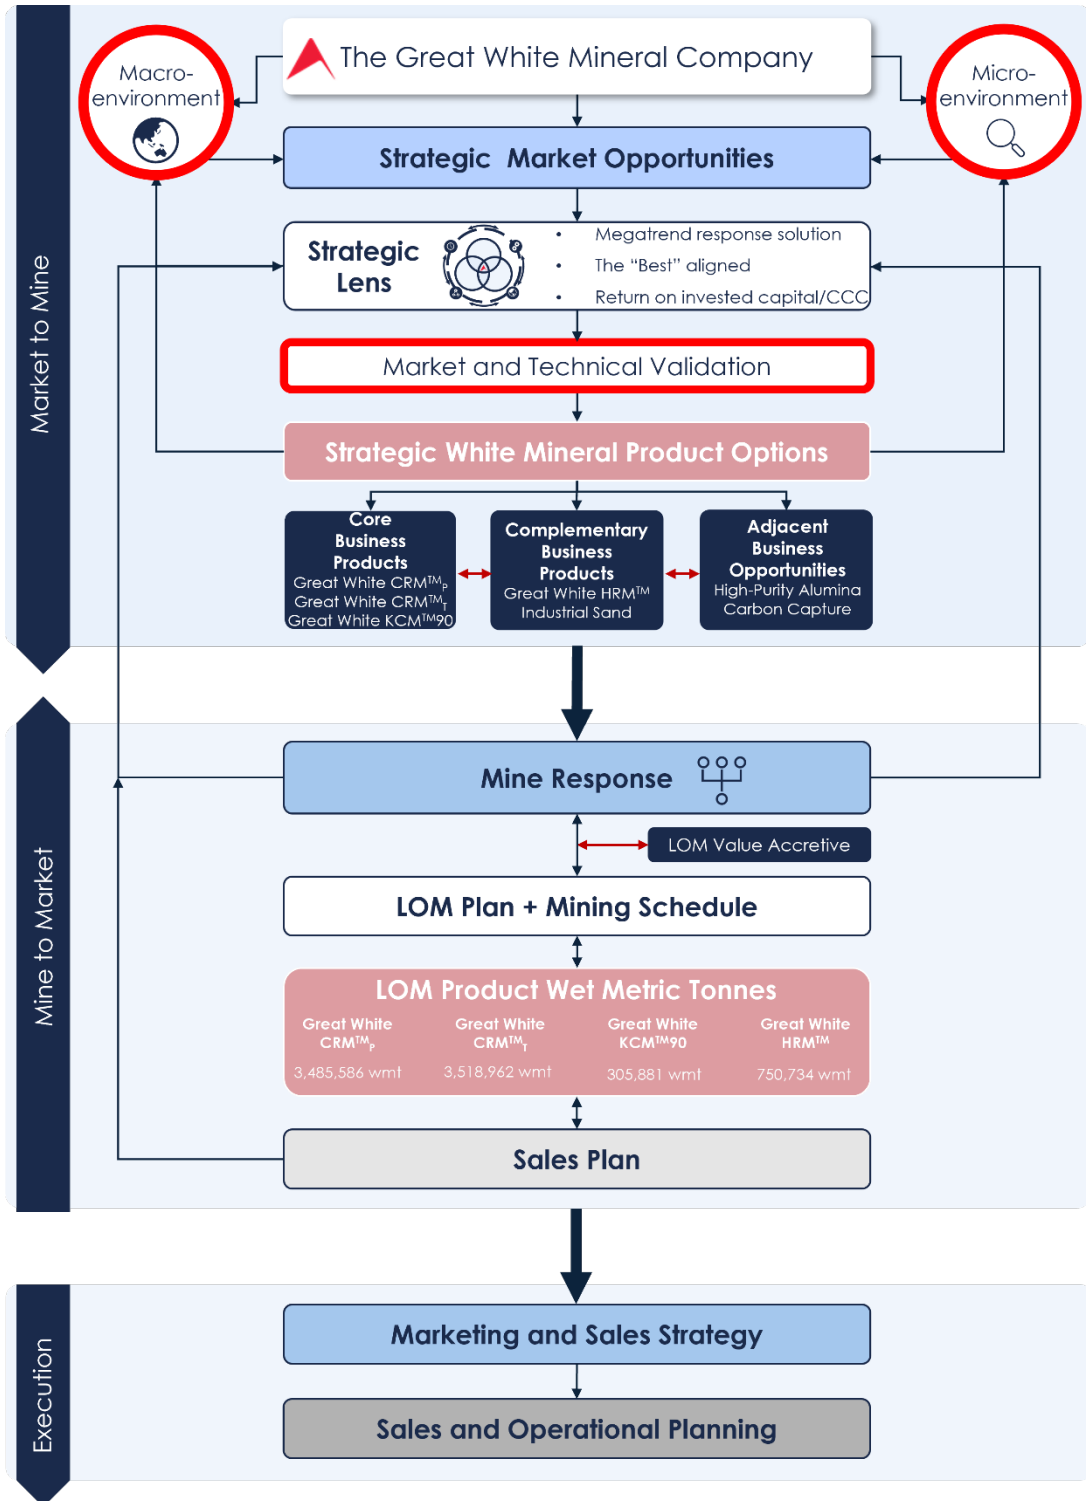 The Great White Mineral Company
Macro-
environment
Micro-
environment
Strategic Market Opportunities
Strategic
Lens
• Megatrend response solution
• The “Best” aligned
• Return on invested capital/CCC
Market and Technical Validation
Strategic White Mineral Product Options
Core
Business
Products
Great White CRM™P
Great White CRM™T
Great White KCM™90
Complementary
Business
Products
Great White HRM™
Industrial Sand
Adjacent
Business
Opportunities
High-Purity Alumina
Carbon Capture
Market to Mine
Mine Response
LOM Value Accretive
LOM Plan + Mining Schedule
LOM Product Wet Metric Tonnes
Great White
CRM™P
3,485,586 wmt
Great White
CRM™T
3,518,962 wmt
Great White
KCM™90
305,881 wmt
Great White
HRM™
750,734 wmt
Sales Plan
Mine to Market
Marketing and Sales Strategy
Sales and Operational Planning
Execution